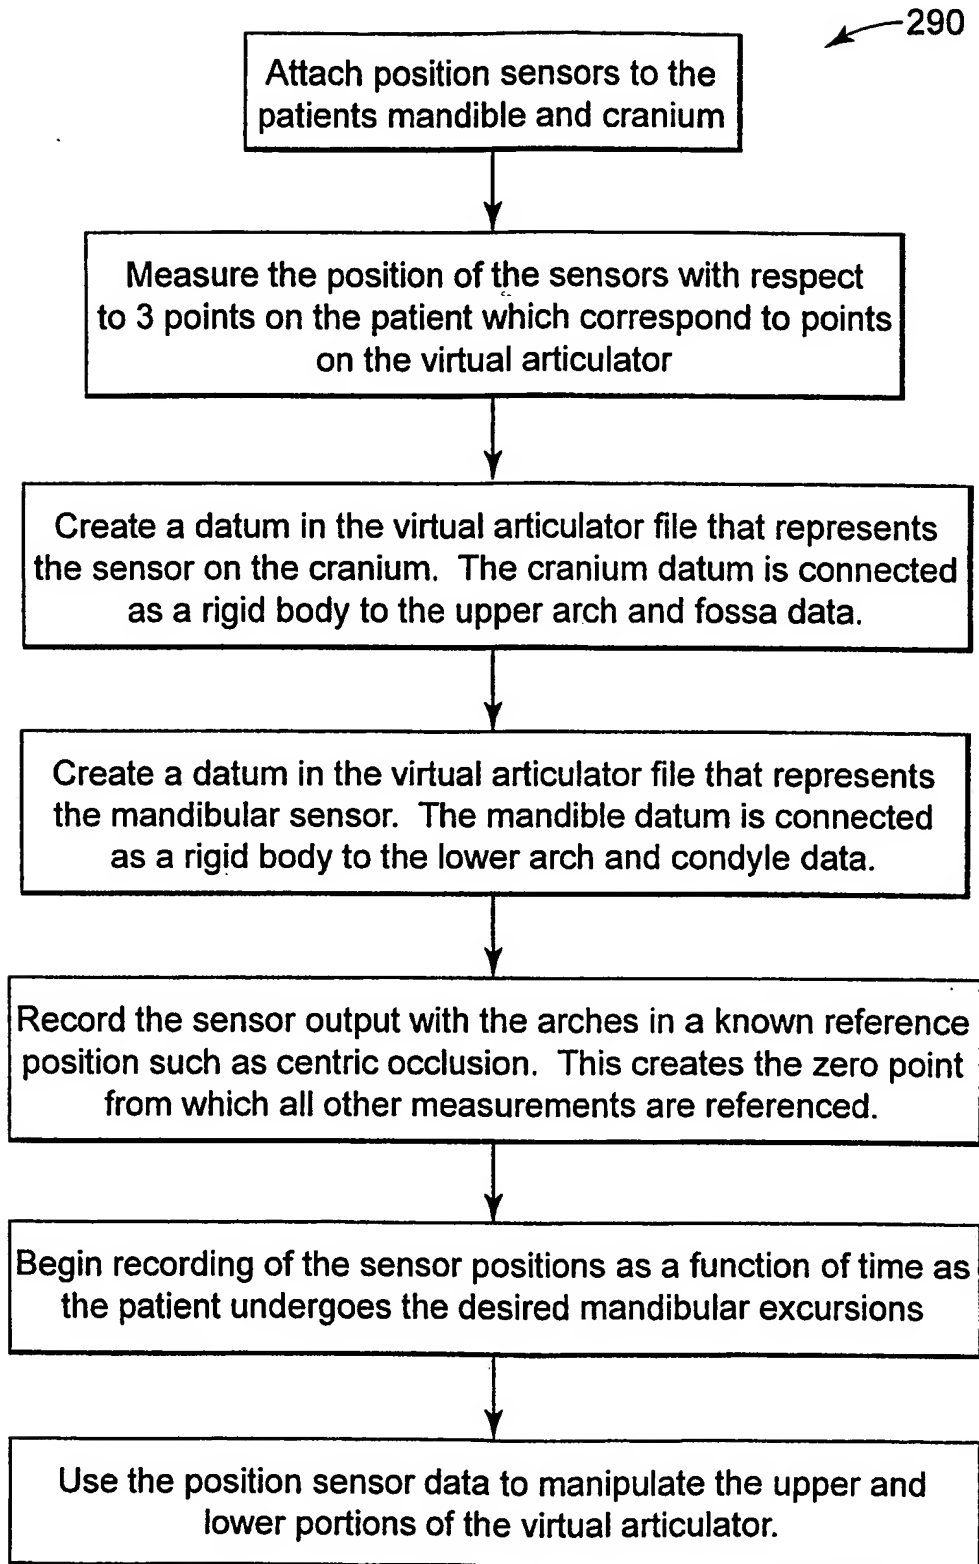 290
Attach position sensors to the
patients mandible and cranium
Measure the position of the sensors with respect
to 3 points on the patient which correspond to points
on the virtual articulator
Create a datum in the virtual articulator file that represents
the sensor on the cranium. The cranium datum is connected
as a rigid body to the upper arch and fossa data.
Create a datum in the virtual articulator file that represents
the mandibular sensor. The mandible datum is connected
as a rigid body to the lower arch and condyle data.
Record the sensor output with the arches in a known reference
position such as centric occlusion. This creates the zero point
from which all other measurements are referenced.
Begin recording of the sensor positions as a function of time as
the patient undergoes the desired mandibular excursions
Use the position sensor data to manipulate the upper and
lower portions of the virtual articulator.